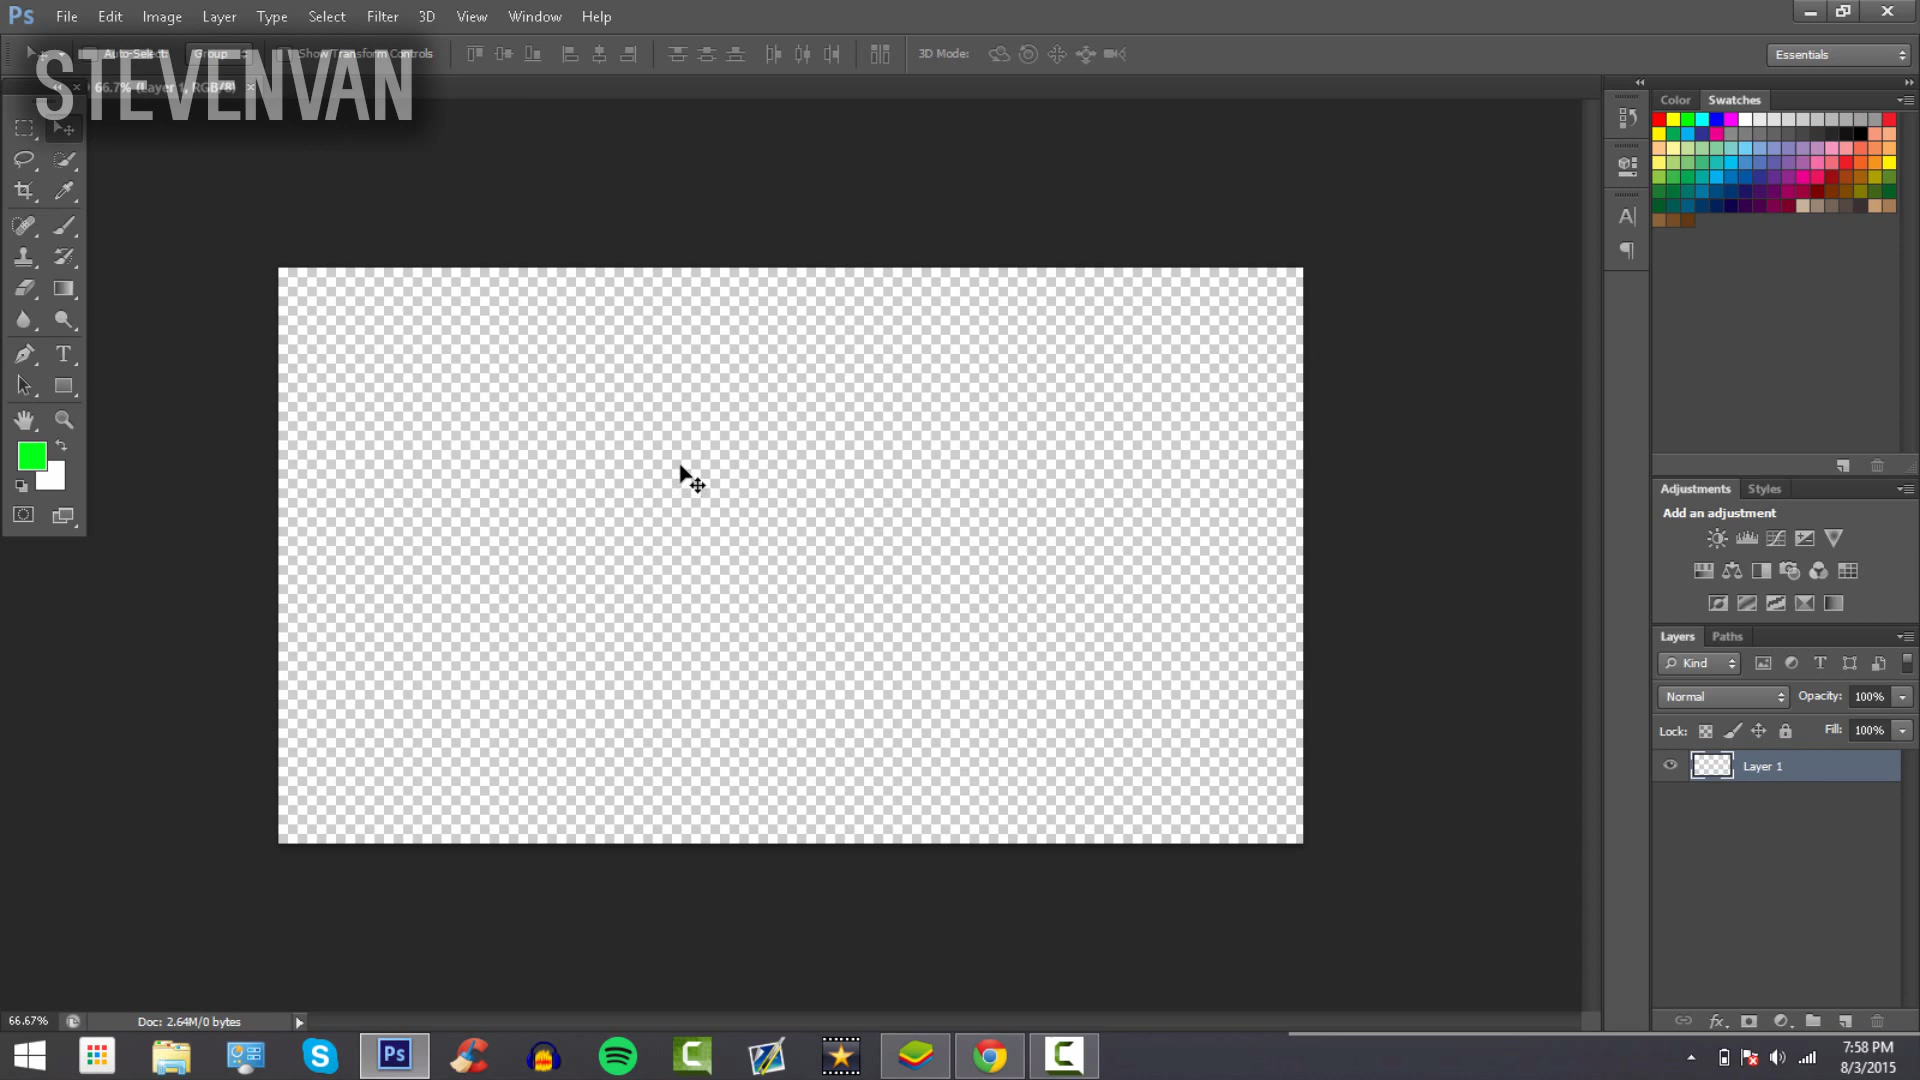 Ps File Edit Image Layer Type Select Filter 3D View Window Help
Auto-Select: Group Show Transform Controls 3D Mode: Essentials
STEVENVAN
66.7% (Layer 1, RGB/8)
Color Swatches
T
A
Adjustments Styles
Add an adjustment
Layers Paths
Kind T
Normal Opacity: 100%
Lock: Fill: 100%
Layer 1
fx
66.67% Doc: 2.64M/0 bytes
S Ps C C
7:58 PM
8/3/2015